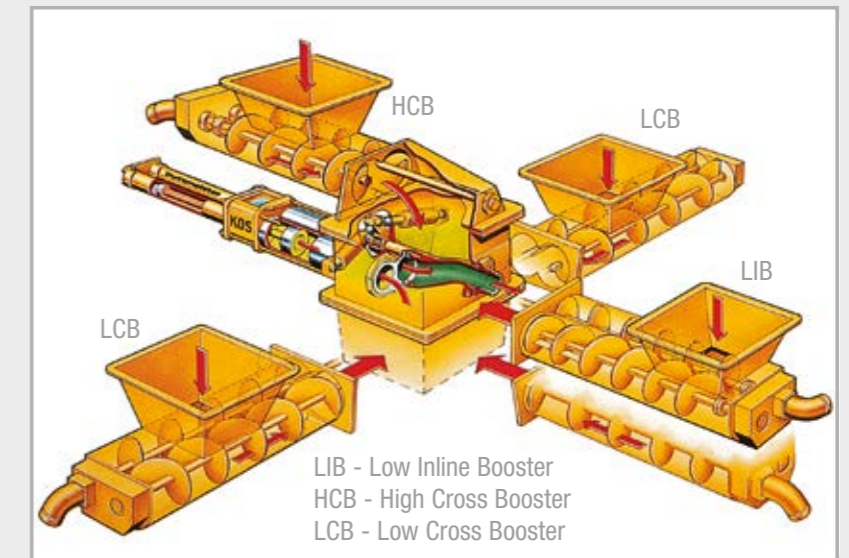 HCB
LCB
KOS
LIB
LCB
LIB - Low Inline Booster
HCB - High Cross Booster
LCB - Low Cross Booster